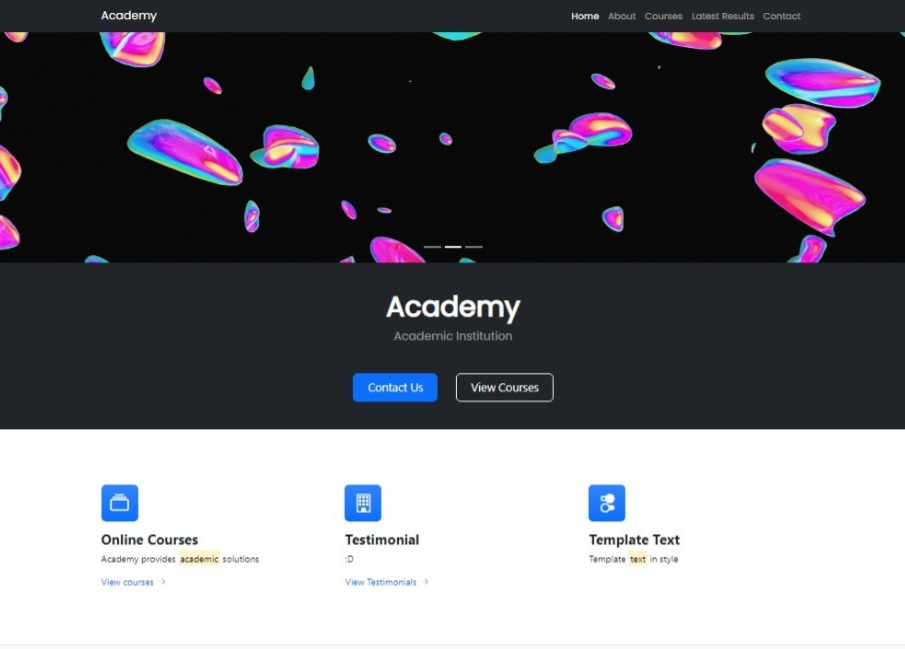 Academy
Home About Courses Latest Results Contact
Academy
Academic Institution
Contact Us View Courses
Online Courses
Academy provides academic solutions
View courses
Testimonial
:D
View Testimonials
Template Text
Template text in style